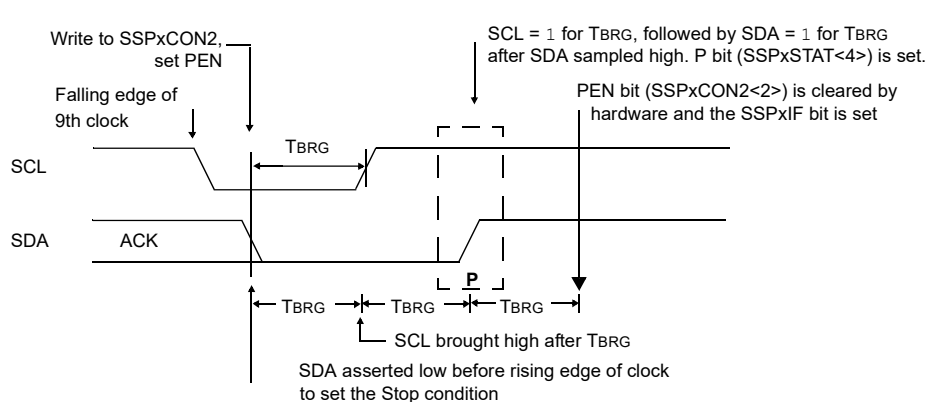 Write to SSPxCON2,
set PEN
SCL = 1 for TBRG, followed by SDA = 1 for TBRG
after SDA sampled high. P bit (SSPxSTAT<4>) is set.
Falling edge of
9th clock
PEN bit (SSPxCON2<2>) is cleared by
hardware and the SSPxIF bit is set
TBRG
SCL
SDA
ACK
P
TBRG
TBRG
TBRG
SCL brought high after TBRG
SDA asserted low before rising edge of clock
to set the Stop condition